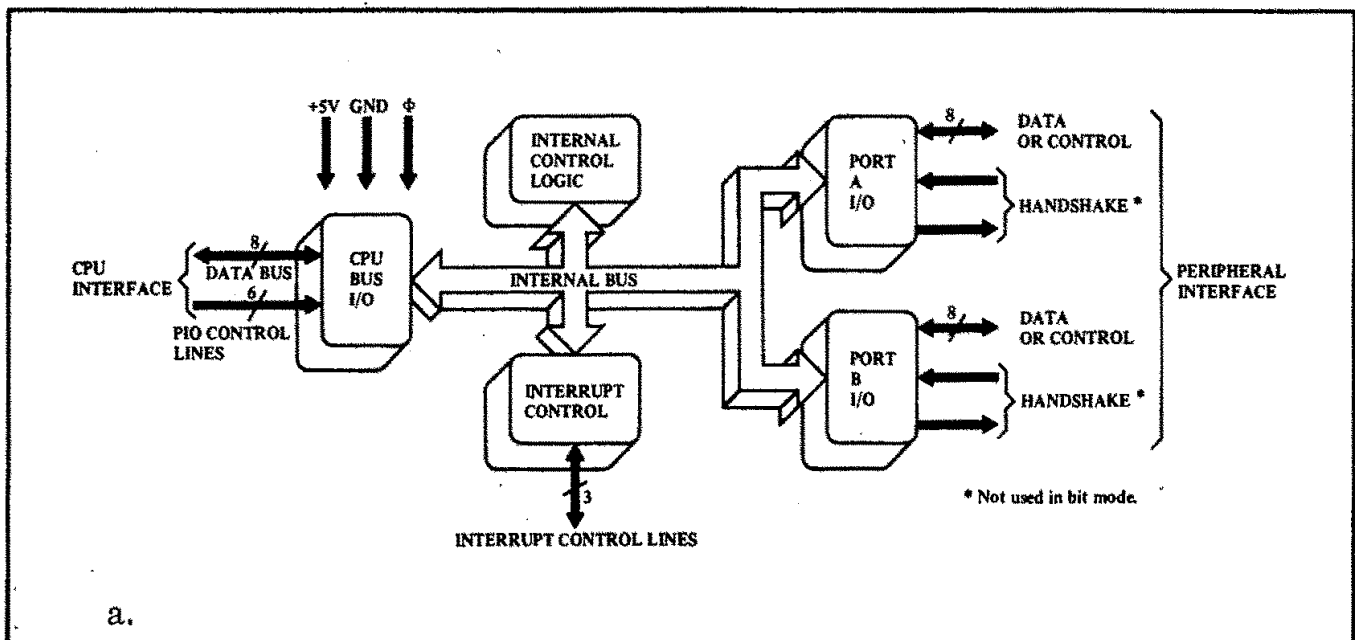 +5V GND Φ
INTERNAL
CONTROL
LOGIC
CPU
INTERFACE
8
DATA BUS
6
PIO CONTROL
LINES
CPU
BUS
I/O
INTERNAL BUS
INTERRUPT
CONTROL
3
INTERRUPT CONTROL LINES
PORT
A
I/O
8
DATA
OR CONTROL
HANDSHAKE *
PORT
B
I/O
8
DATA
OR CONTROL
HANDSHAKE *
PERIPHERAL
INTERFACE
* Not used in bit mode.
a.